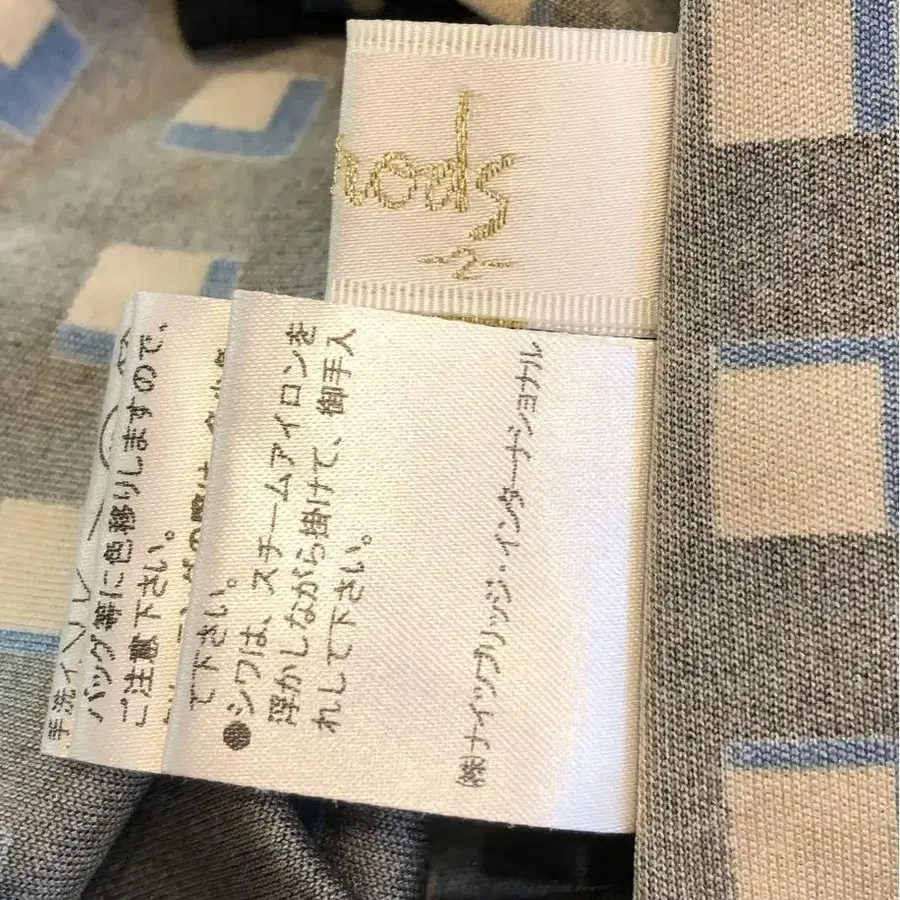 て下さい。
●シワは、スチームアイロンを
浮かしながら掛けて、御手入
れして下さい。
㈱ナイツブリッジ・インターナショナル
手洗イ
バッグ等に色移りしますので、
ご注意下さい。